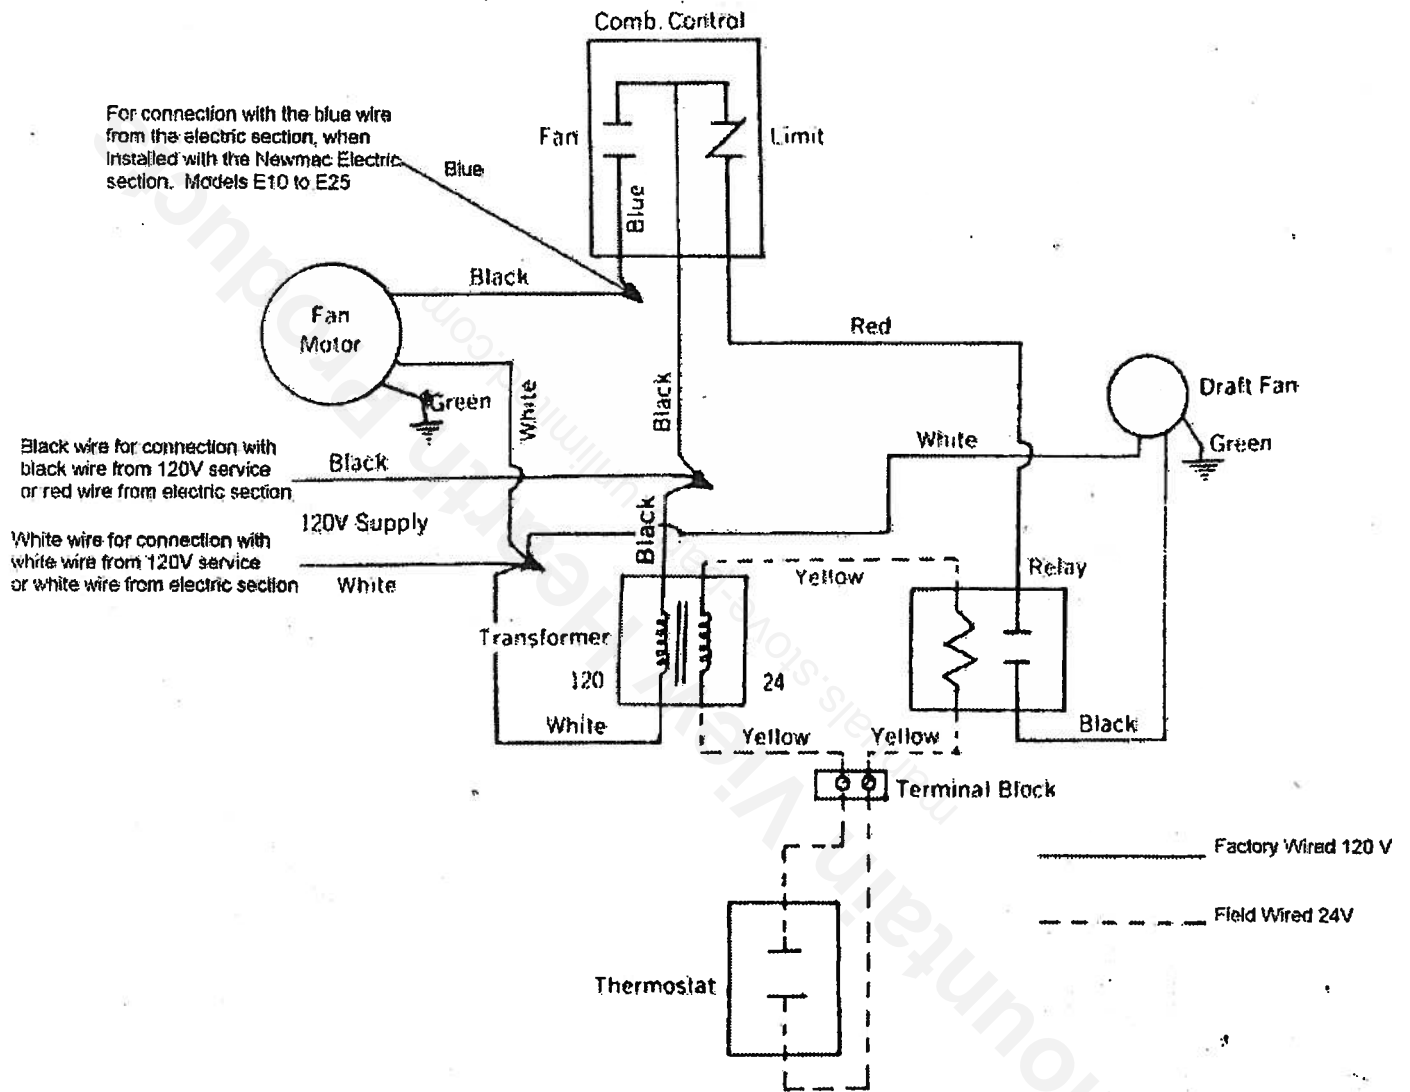 Comb. Control
For connection with the blue wire
from the electric section, when
installed with the Newmac Electric
section. Models E10 to E25
Blue
Fan
Limit
Blue
Black
Fan
Motor
Green
White
Black
Red
Draft Fan
Green
White
Black wire for connection with
black wire from 120V service
or red wire from electric section
Black
120V Supply
White wire for connection with
white wire from 120V service
or white wire from electric section
White
Black
Yellow
Relay
Transformer
120
24
White
Yellow
Yellow
Black
Terminal Block
Factory Wired 120 V
Field Wired 24V
Thermostat